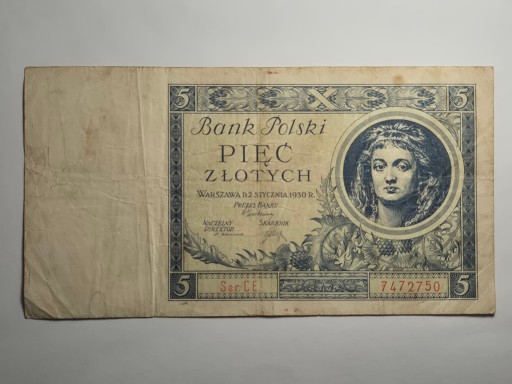 5
5
Bank Polski
PIĘĆ
ZŁOTYCH
WARSZAWA D.2 STYCZNIA 1930 R.
PREZES BANKU
NACZELNY DYREKTOR
SKARBNIK
5
Ser. CE
7472750
5